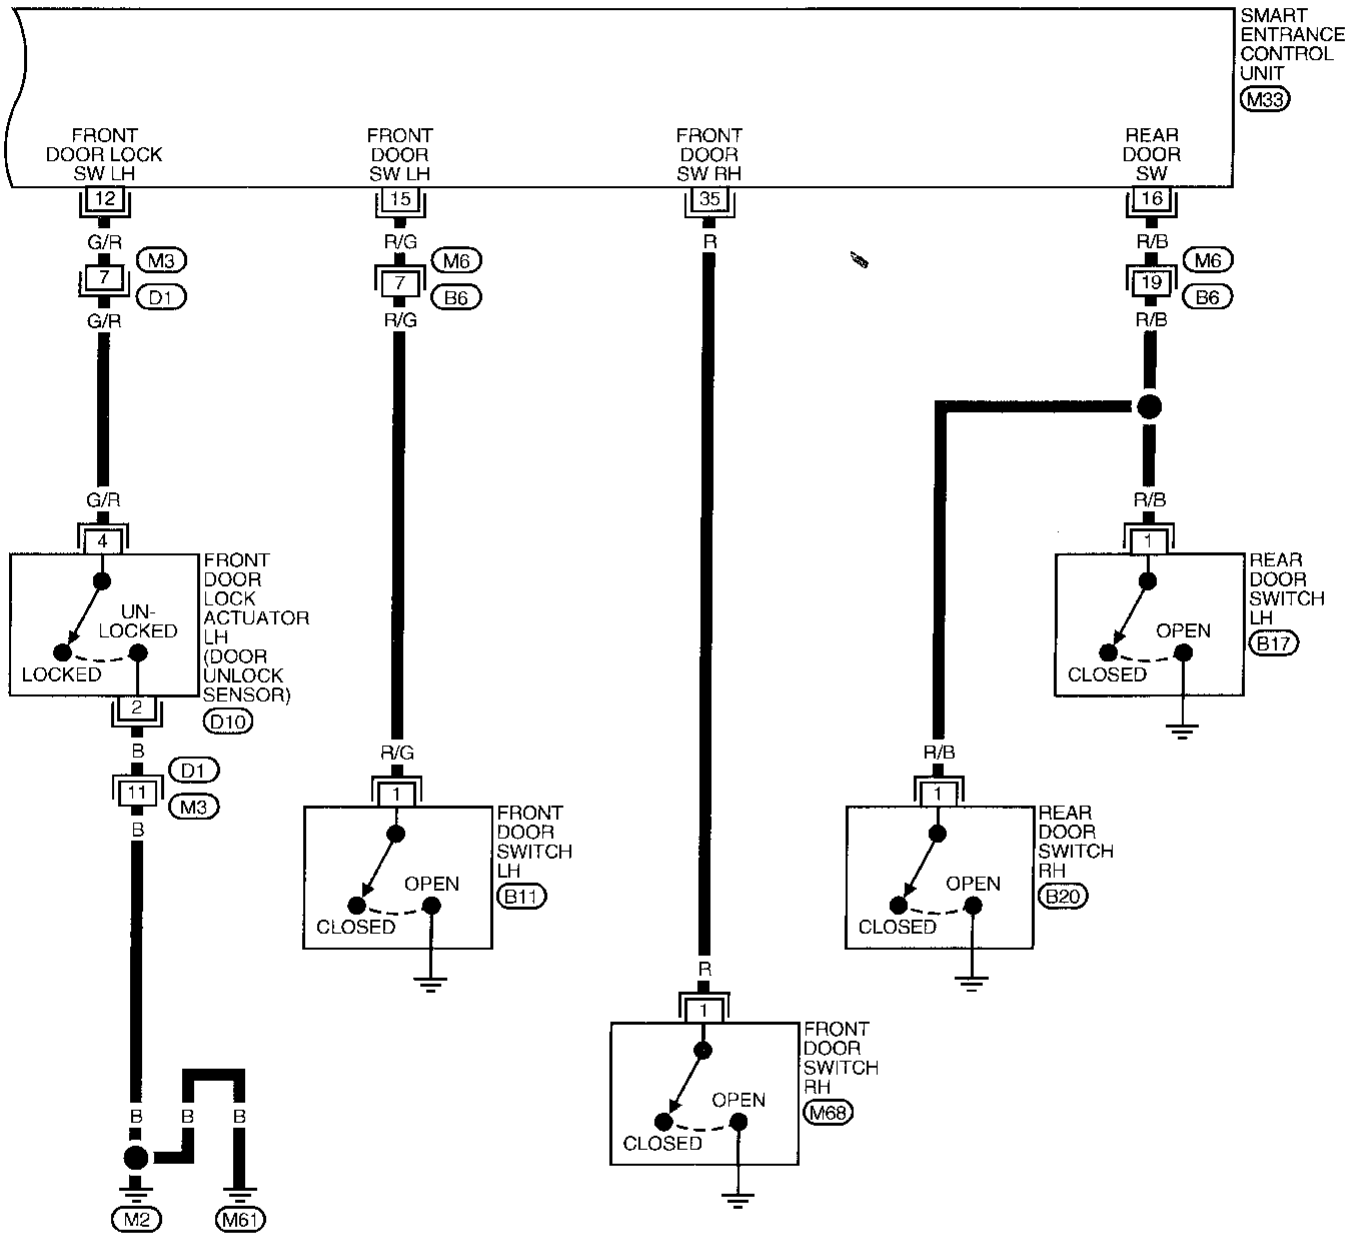 SMART
ENTRANCE
CONTROL
UNIT
M33
FRONT
DOOR LOCK
SW LH
FRONT
DOOR
SW LH
FRONT
DOOR
SW RH
REAR
DOOR
SW
12
15
35
16
G/R
R/G
R
R/B
M3
M6
M6
7
7
19
D1
B6
B6
G/R
R/G
R/B
G/R
R/B
4
1
FRONT
DOOR
LOCK
ACTUATOR
LH
(DOOR
UNLOCK
SENSOR)
D10
UN-
LOCKED
LOCKED
REAR
DOOR
SWITCH
LH
B17
OPEN
CLOSED
2
B
D1
11
M3
B
R/G
R/B
1
1
FRONT
DOOR
SWITCH
LH
B11
OPEN
CLOSED
REAR
DOOR
SWITCH
RH
B20
OPEN
CLOSED
R
1
FRONT
DOOR
SWITCH
RH
M68
OPEN
CLOSED
B
B
B
M2
M61